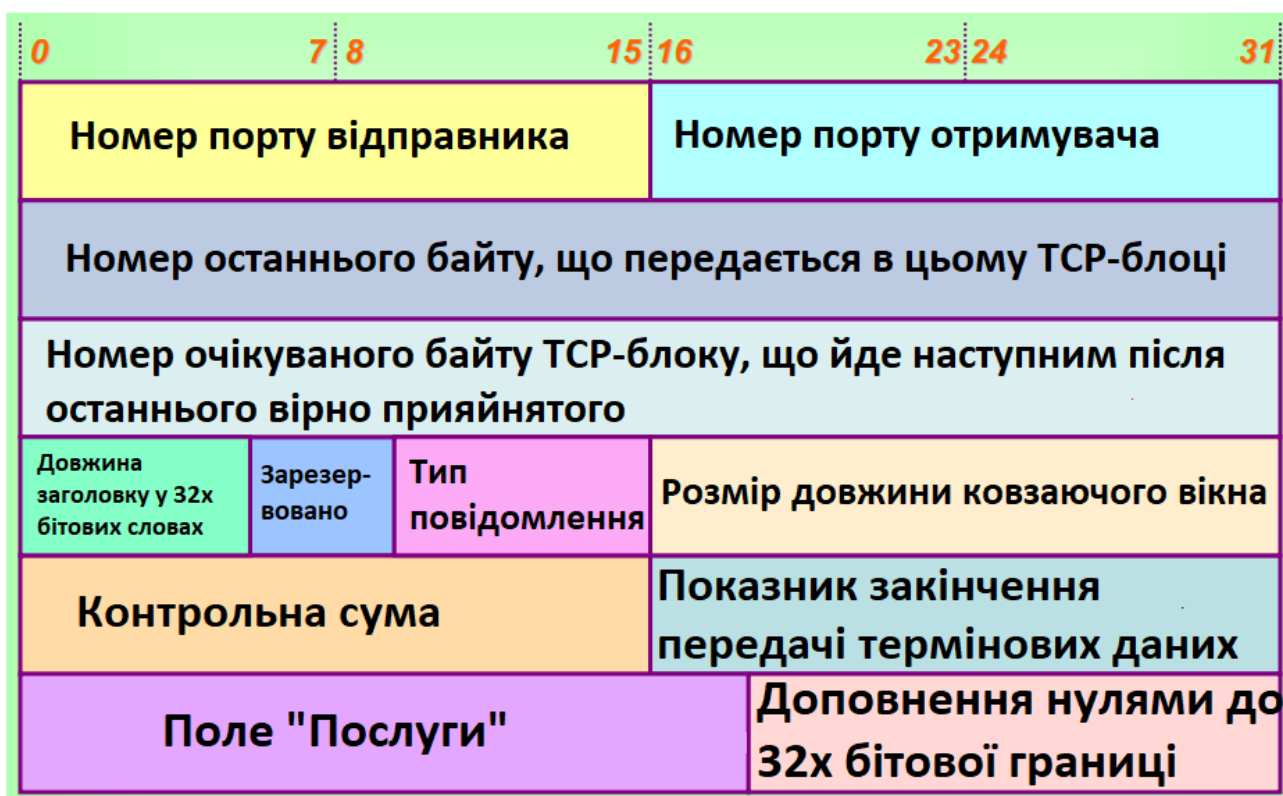 0 7 8 15 16 23 24 31
Номер порту відправника
Номер порту отримувача
Номер останнього байту, що передається в цьому TCP-блоці
Номер очікуваного байту TCP-блоку, що йде наступним після
останнього вірно прияйнятого
Довжина
заголовку у 32х
бітових словах
Зарезер-
вовано
Тип
повідомлення
Розмір довжини ковзаючого вікна
Контрольна сума
Показник закінчення
передачі термінових даних
Поле "Послуги"
Доповнення нулями до
32х бітової границі